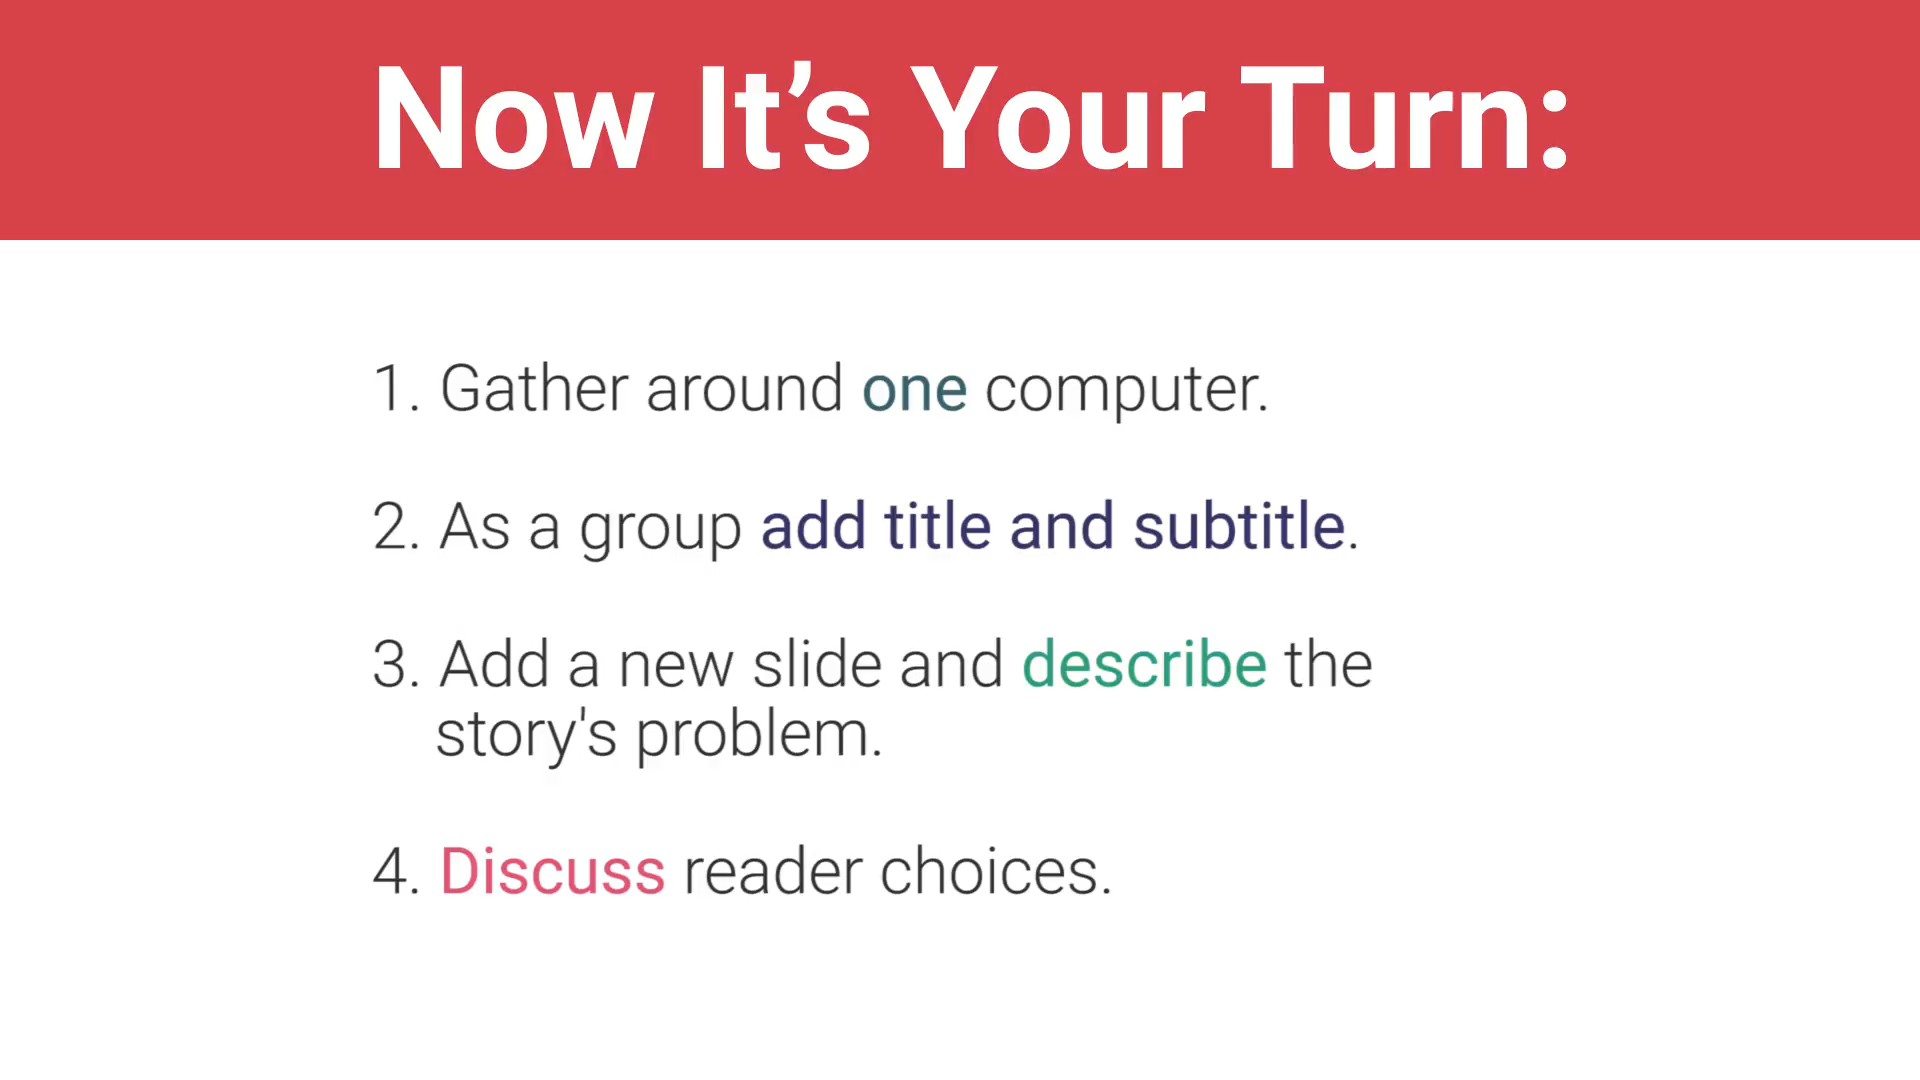 Now It’s Your Turn:
1. Gather around one computer.
2. As a group add title and subtitle.
3. Add a new slide and describe the
story's problem.
4. Discuss reader choices.